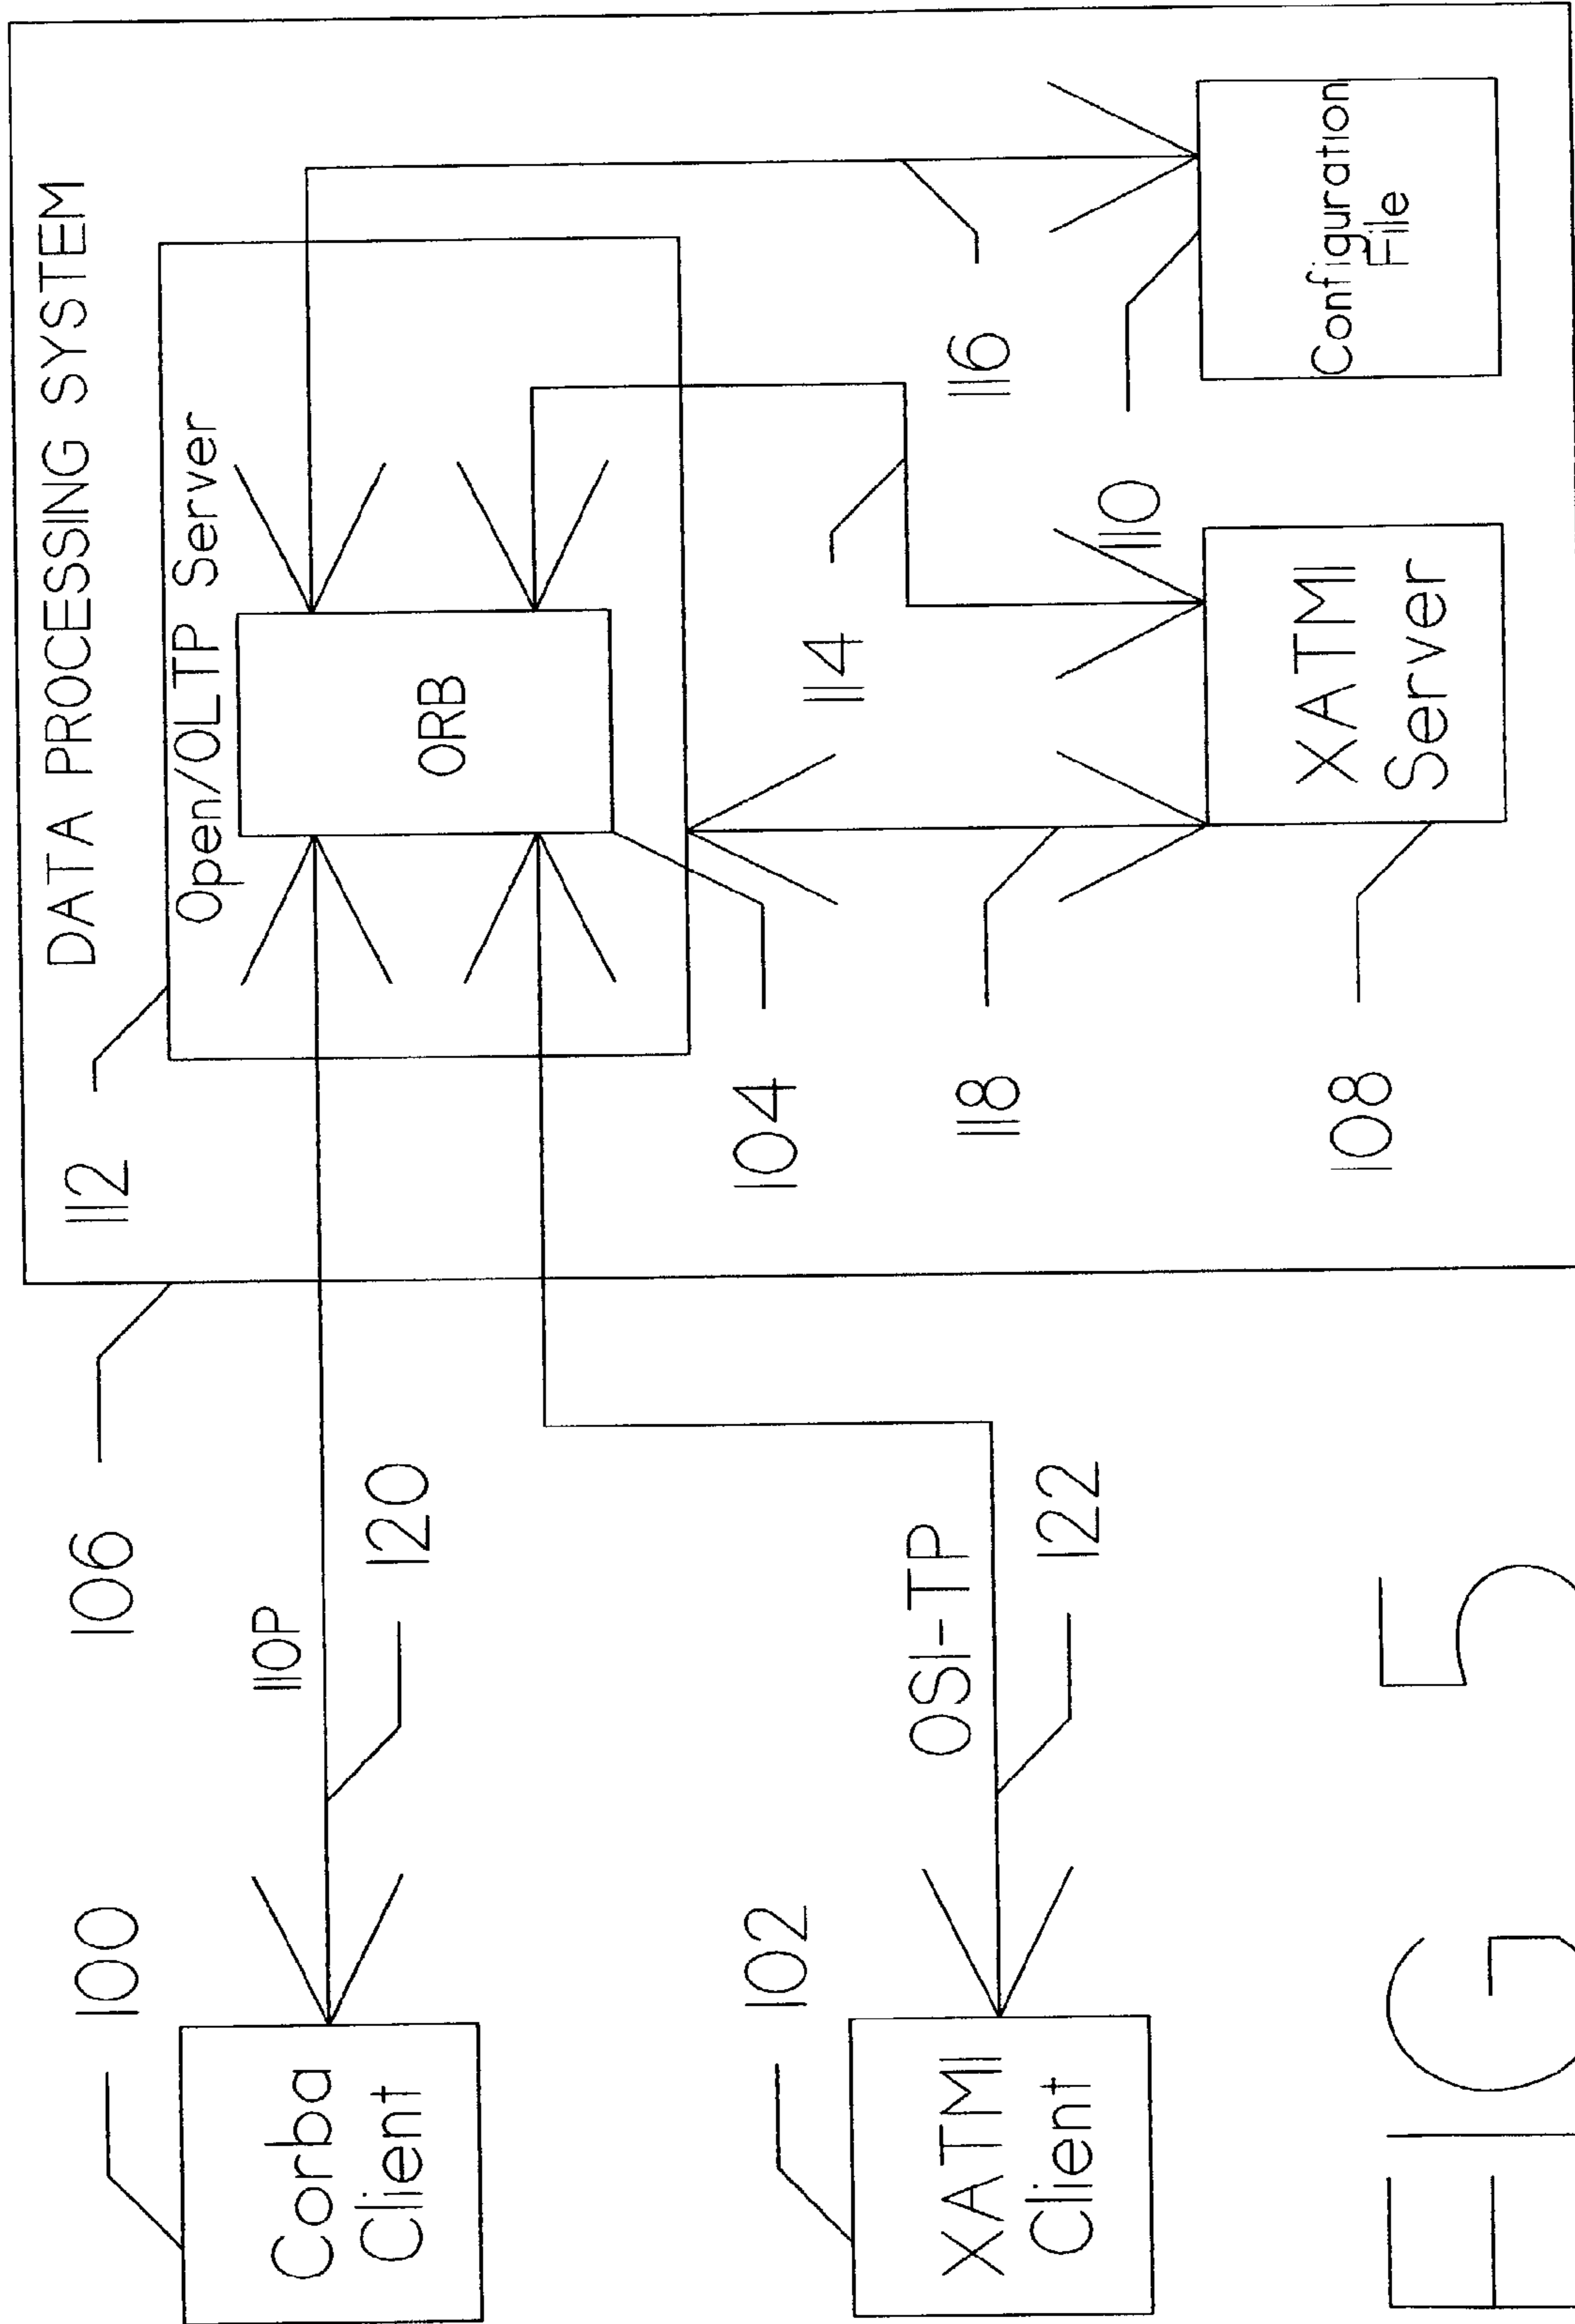 DATA PROCESSING SYSTEM
112
Open/OLTP Server
106
100
IIOP
120
ORB
Corba
Client
104
114
116
118
110
102
OSI-TP
122
XATMI
Client
108
XATMI
Server
Configuration
File
FIG 5